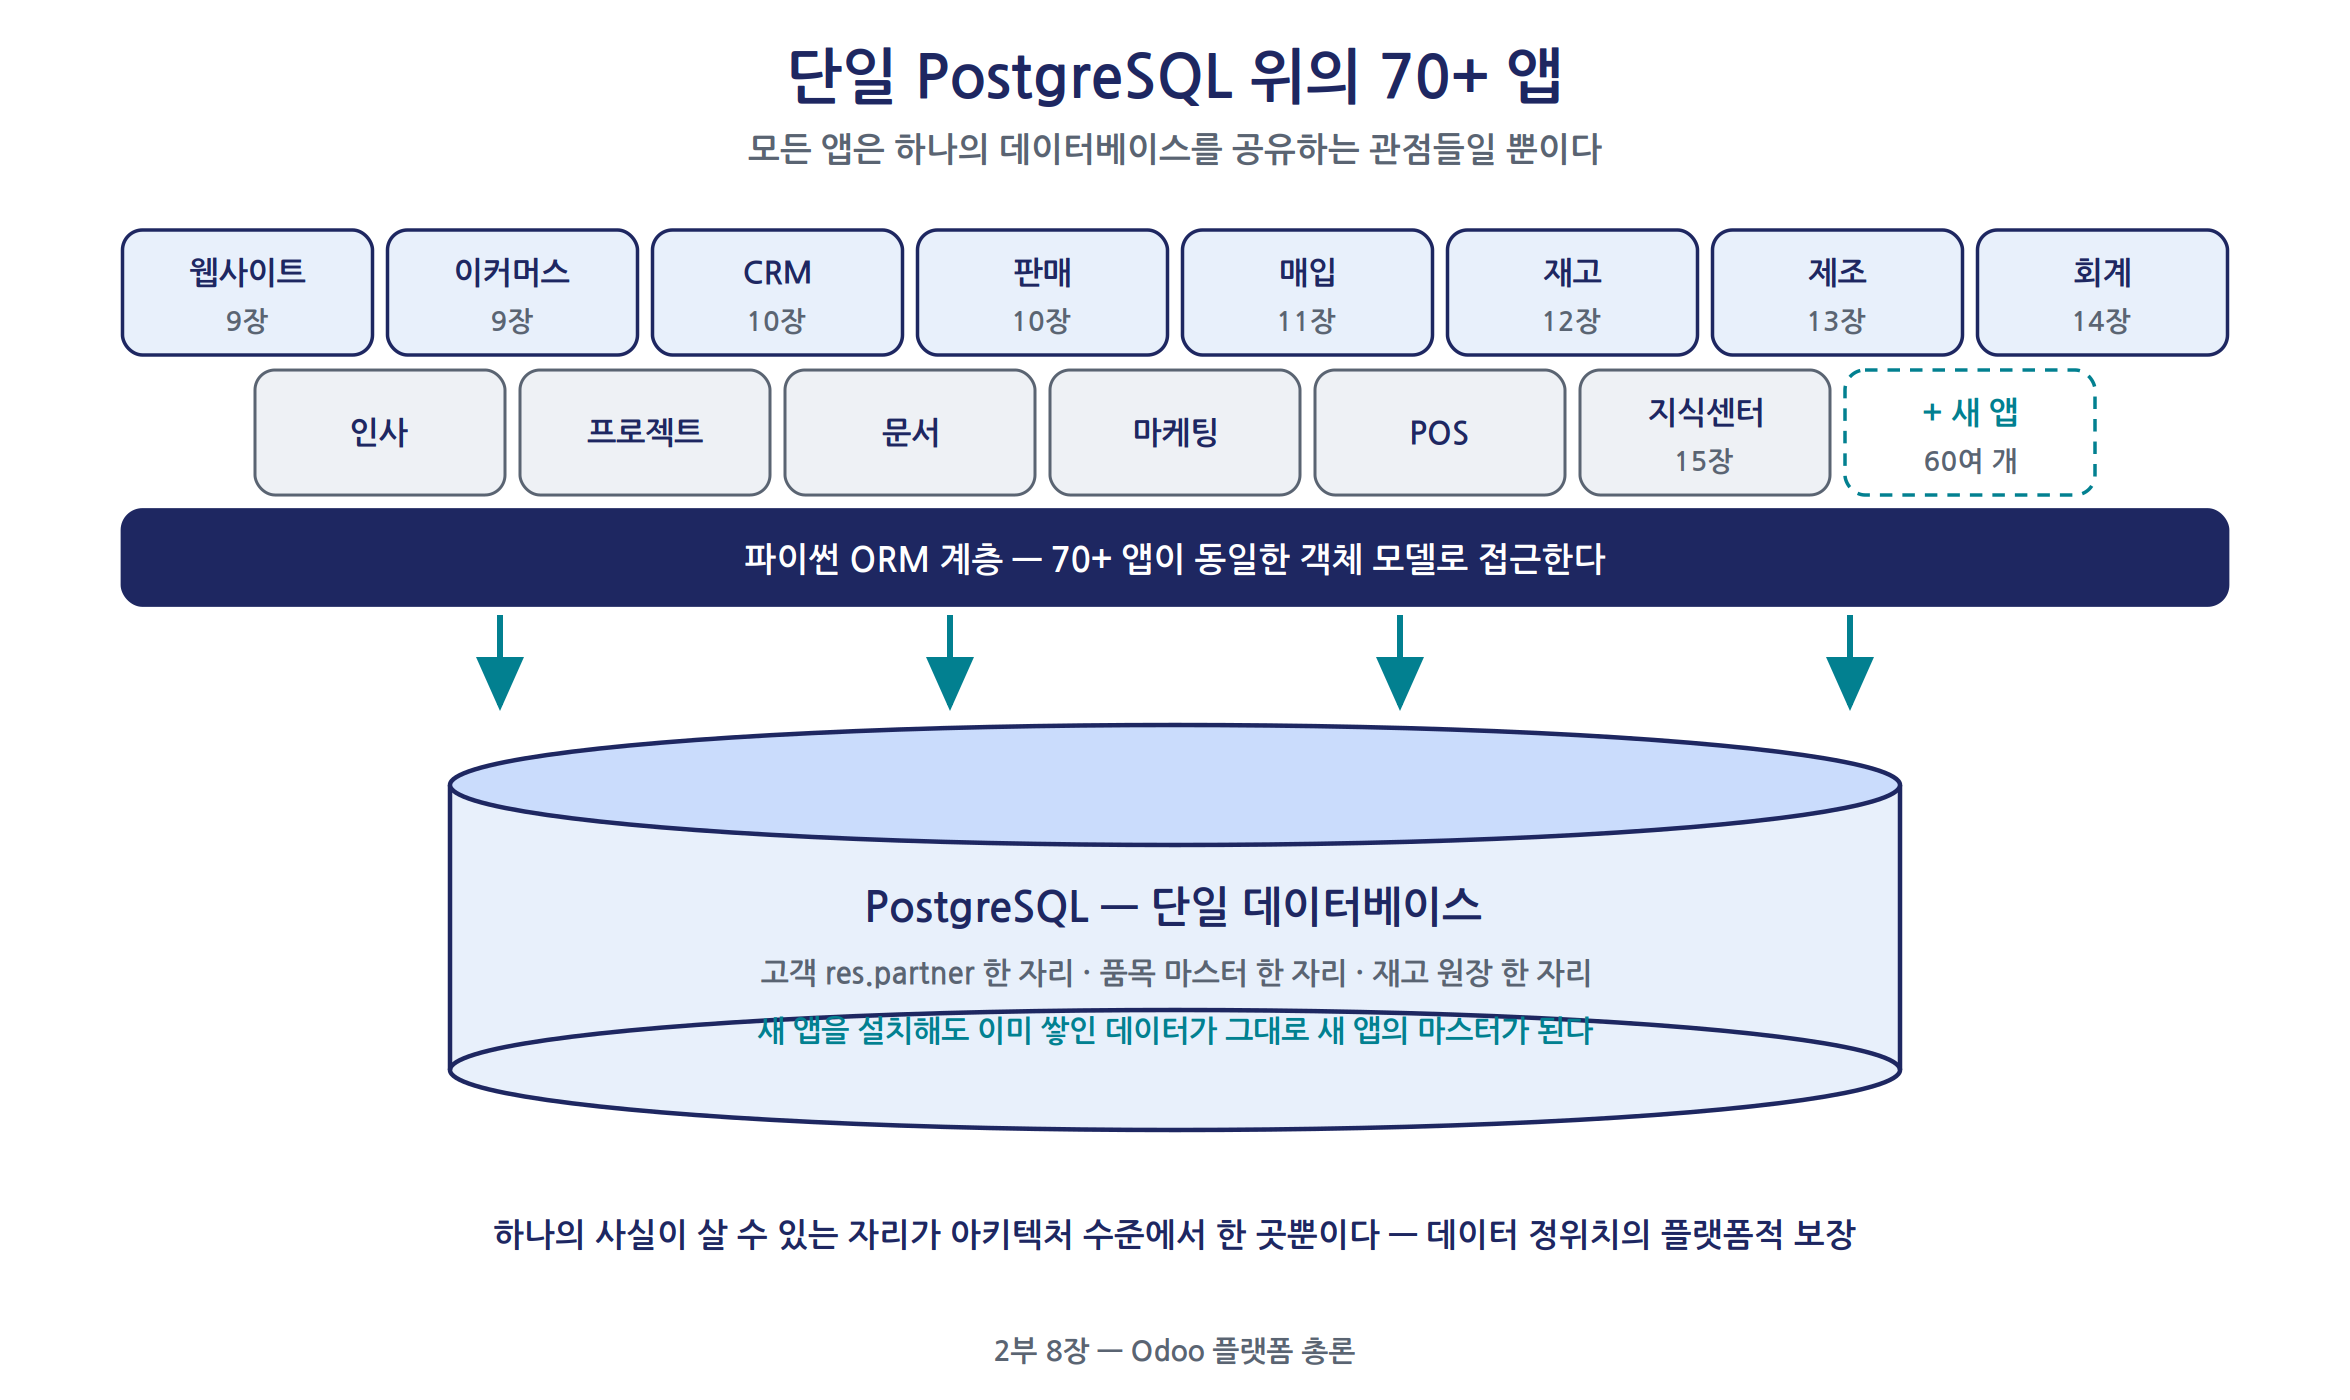 단일 PostgreSQL 위의 70+ 앱
모든 앱은 하나의 데이터베이스를 공유하는 관점들일 뿐이다
웹사이트
9장
이커머스
9장
CRM
10장
판매
10장
매입
11장
재고
12장
제조
13장
회계
14장
인사
프로젝트
문서
마케팅
POS
지식센터
15장
+ 새 앱
60여 개
파이썬 ORM 계층 — 70+ 앱이 동일한 객체 모델로 접근한다
PostgreSQL — 단일 데이터베이스
고객 res.partner 한 자리 · 품목 마스터 한 자리 · 재고 원장 한 자리
새 앱을 설치해도 이미 쌓인 데이터가 그대로 새 앱의 마스터가 된다
하나의 사실이 살 수 있는 자리가 아키텍처 수준에서 한 곳뿐이다 — 데이터 정위치의 플랫폼적 보장
2부 8장 — Odoo 플랫폼 총론